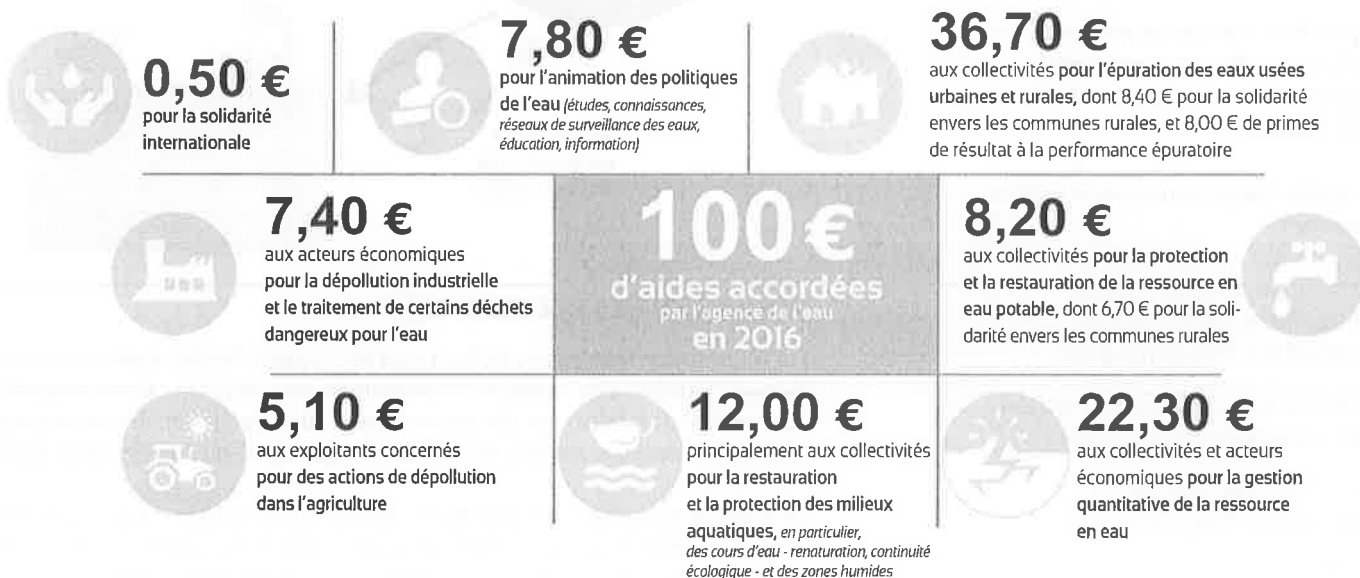 0,50 €
pour la solidarité
internationale
7,80 €
pour l'animation des politiques
de l'eau (études, connaissances,
réseaux de surveillance des eaux,
éducation, information)
36,70 €
aux collectivités pour l'épuration des eaux usées
urbaines et rurales, dont 8,40 € pour la solidarité
envers les communes rurales, et 8,00 € de primes
de résultat à la performance épuratoire
7,40 €
aux acteurs économiques
pour la dépollution industrielle
et le traitement de certains déchets
dangereux pour l'eau
100 €
d'aides accordées
par l'agence de l'eau
en 2016
8,20 €
aux collectivités pour la protection
et la restauration de la ressource en
eau potable, dont 6,70 € pour la soli-
darité envers les communes rurales
5,10 €
aux exploitants concernés
pour des actions de dépollution
dans l'agriculture
12,00 €
principalement aux collectivités
pour la restauration
et la protection des milieux
aquatiques, en particulier,
des cours d'eau - renaturation, continuité
écologique - et des zones humides
22,30 €
aux collectivités et acteurs
économiques pour la gestion
quantitative de la ressource
en eau